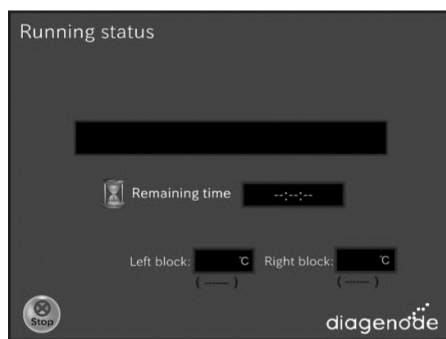 Running status
Remaining time --:--:--
Left block: °C Right block: °C
( ------- ) ( ------- )
Stop
diagenode